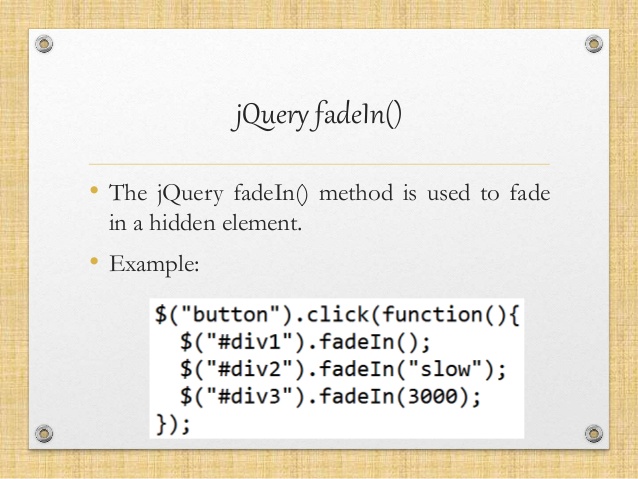 jQuery fadeIn()
• The jQuery fadeIn() method is used to fade
in a hidden element.
• Example:
$("button").click(function(){
  $("#div1").fadeIn();
  $("#div2").fadeIn("slow");
  $("#div3").fadeIn(3000);
});